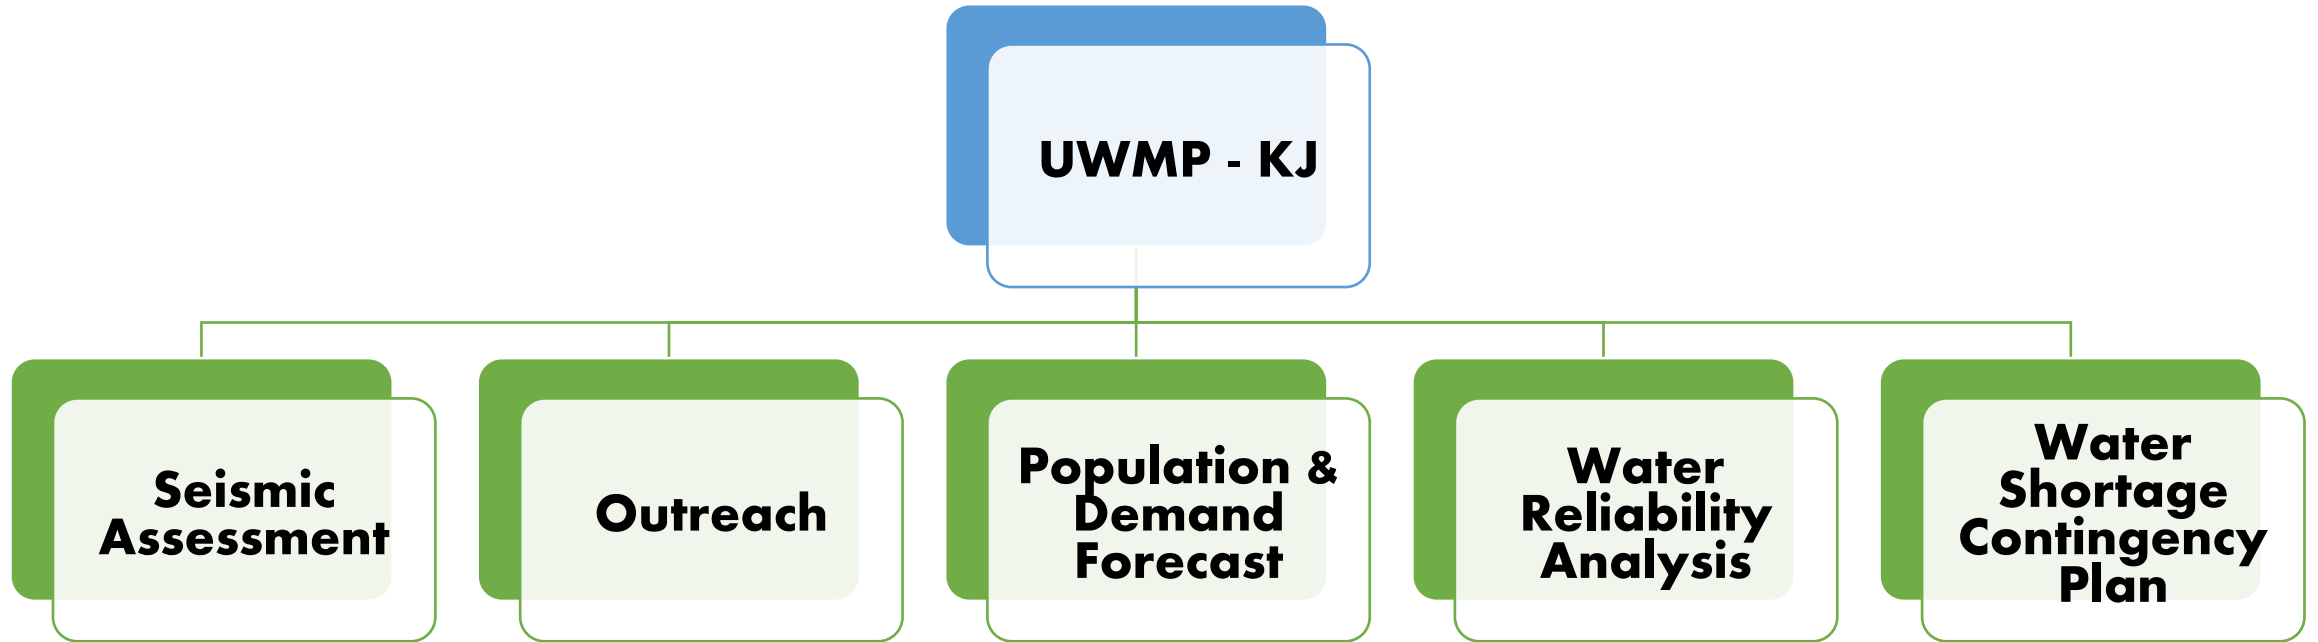 UWMP - KJ
Seismic
Assessment
Outreach
Population &
Demand
Forecast
Water
Reliability
Analysis
Water
Shortage
Contingency
Plan